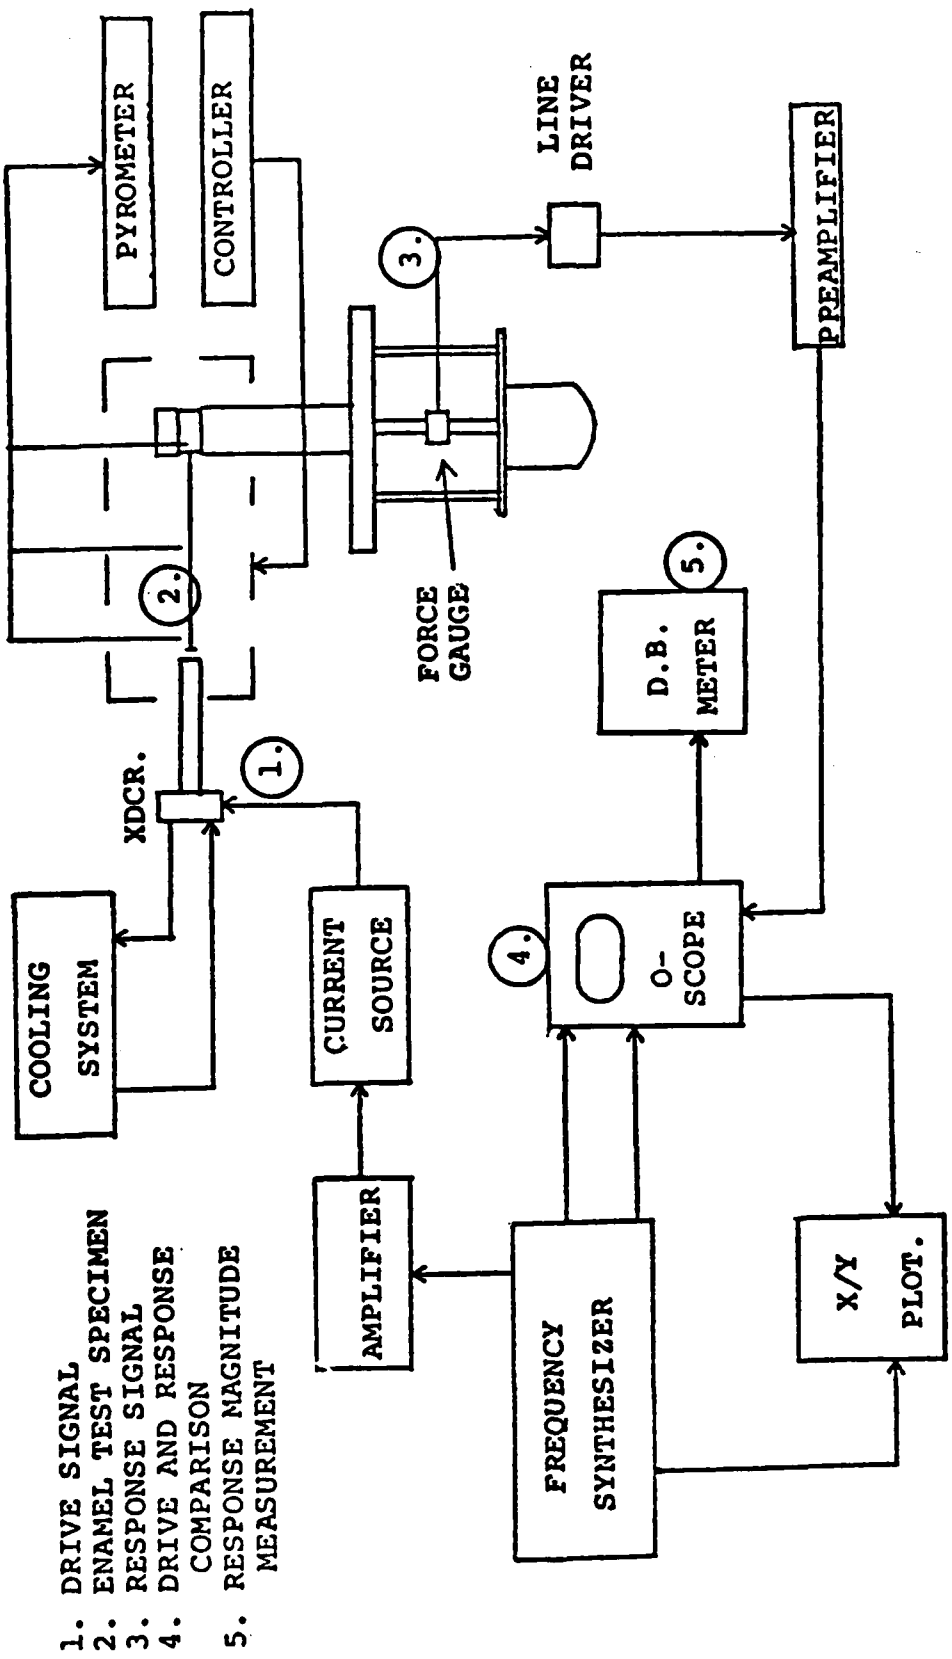 1. DRIVE SIGNAL
2. ENAMEL TEST SPECIMEN
3. RESPONSE SIGNAL
4. DRIVE AND RESPONSE
COMPARISON
5. RESPONSE MAGNITUDE
MEASUREMENT
COOLING
SYSTEM
XDCR.
2.
PYROMETER
CONTROLLER
1.
3.
CURRENT
SOURCE
AMPLIFIER
FORCE
GAUGE
LINE
DRIVER
4.
5.
FREQUENCY
SYNTHESIZER
O-
SCOPE
D.B.
METER
PREAMPLIFIER
X/Y
PLOT.